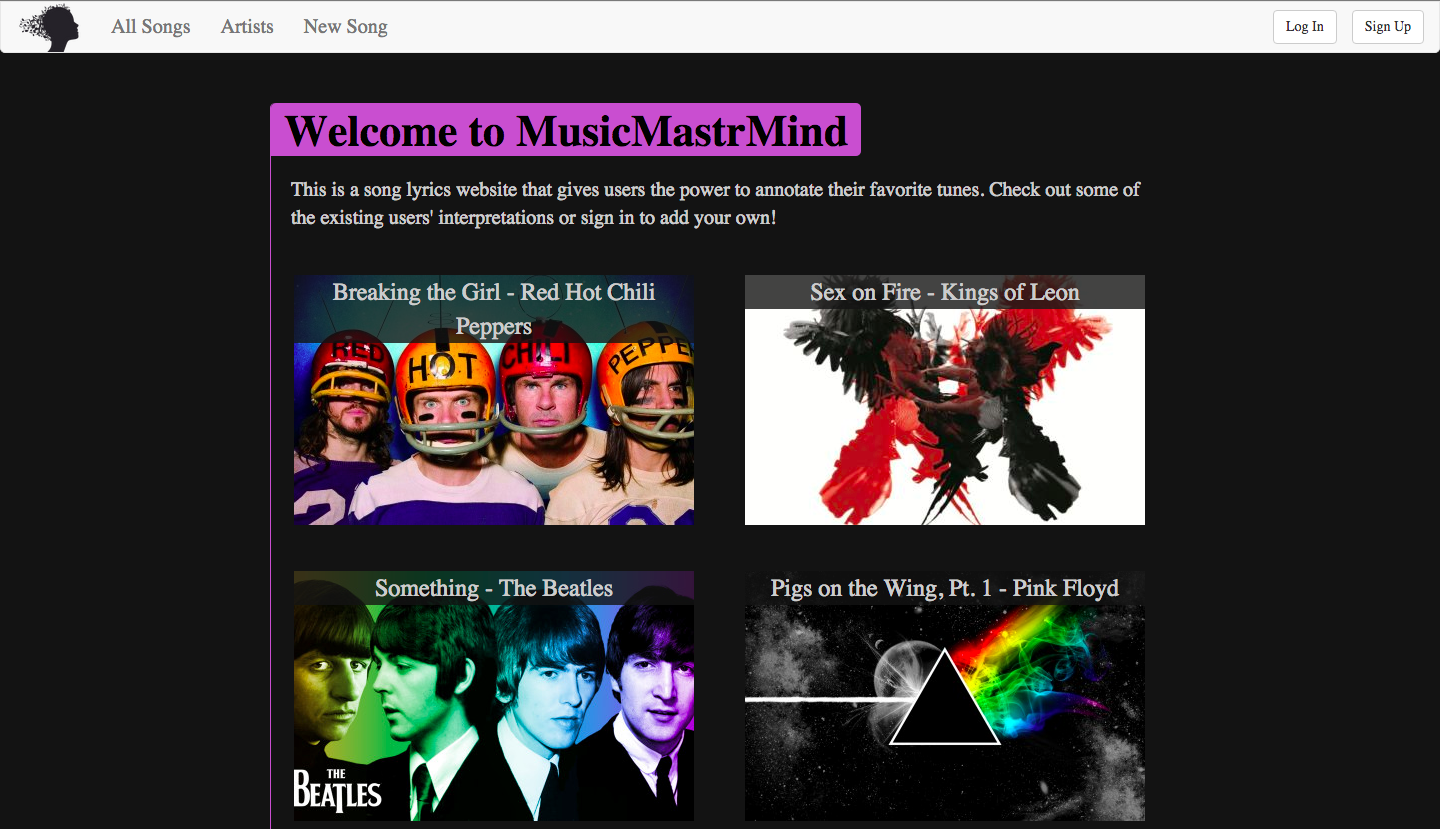 All Songs Artists New Song Log In Sign Up
Welcome to MusicMastrMind
This is a song lyrics website that gives users the power to annotate their favorite tunes. Check out some of
the existing users' interpretations or sign in to add your own!
Breaking the Girl - Red Hot Chili
Peppers
RED HOT CHILI PEPPE
Sex on Fire - Kings of Leon
Something - The Beatles
THE
BEATLES
Pigs on the Wing, Pt. 1 - Pink Floyd